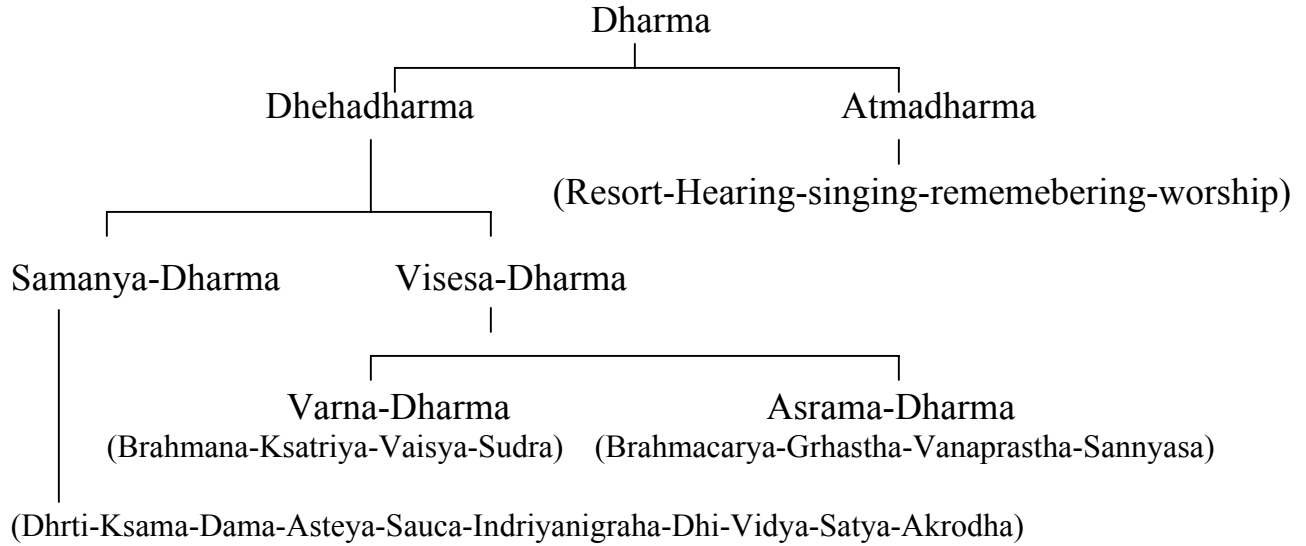 Dharma
Dhehadharma Atmadharma
(Resort-Hearing-singing-rememebering-worship)
Samanya-Dharma Visesa-Dharma
Varna-Dharma Asrama-Dharma
(Brahmana-Ksatriya-Vaisya-Sudra) (Brahmacarya-Grhastha-Vanaprastha-Sannyasa)
(Dhrti-Ksama-Dama-Asteya-Sauca-Indriyanigraha-Dhi-Vidya-Satya-Akrodha)